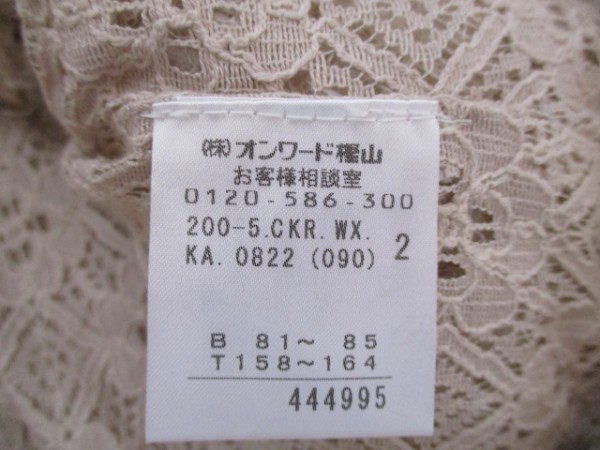 (株)オンワード樫山
お客様相談室
0120-586-300
200-5.CKR.WX.
KA.0822 (090) 2
B 81～ 85
T158～164
444995